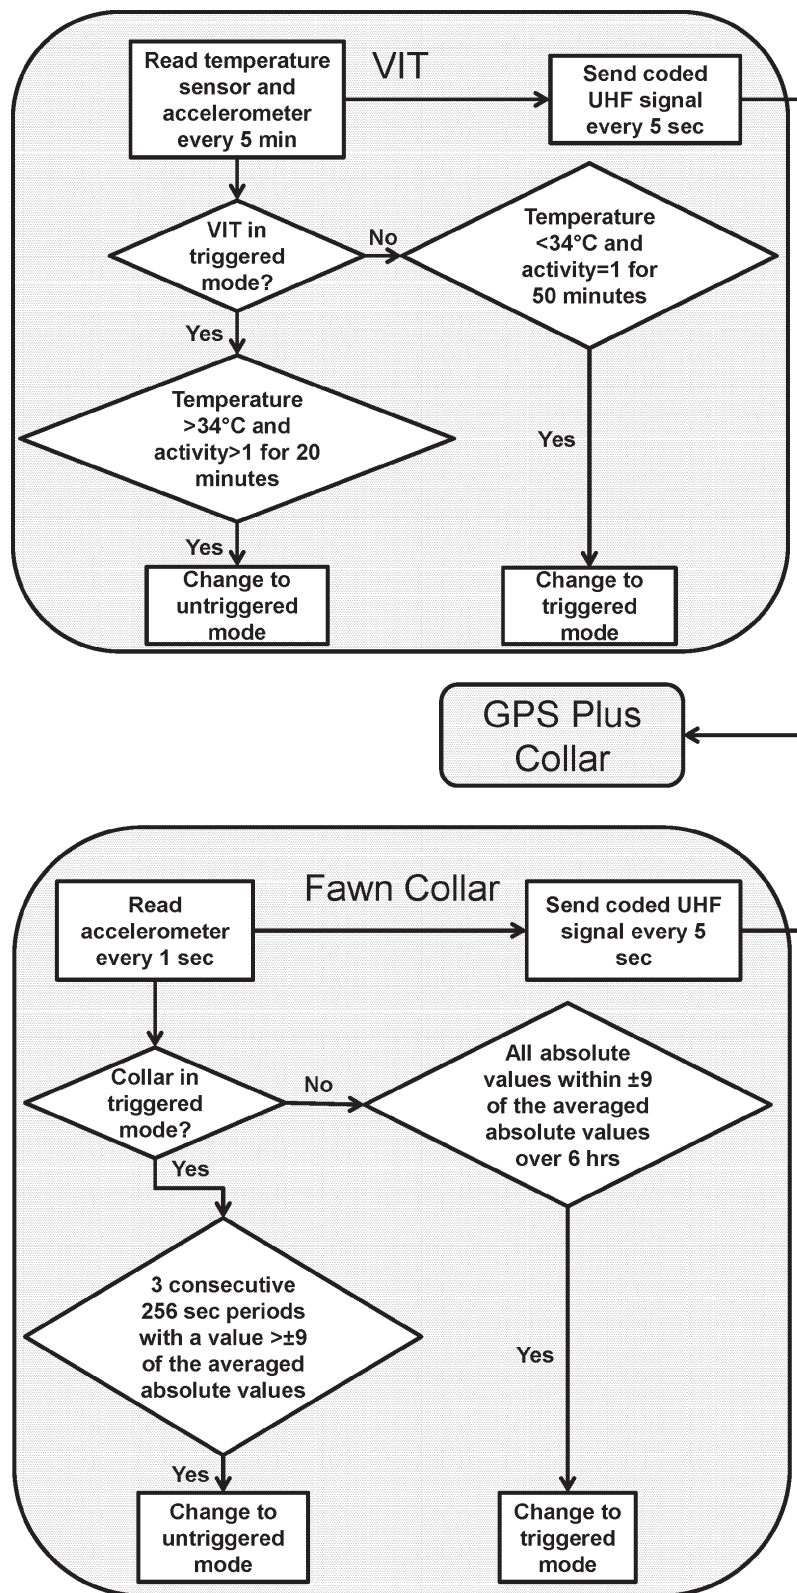 VIT
Read temperature
sensor and
accelerometer
every 5 min
Send coded
UHF signal
every 5 sec
VIT in
triggered
mode?
No
Temperature
<34°C and
activity=1 for
50 minutes
Yes
Temperature
>34°C and
activity>1 for 20
minutes
Yes
Yes
Change to
untriggered
mode
Change to
triggered
mode
GPS Plus
Collar
Fawn Collar
Read
accelerometer
every 1 sec
Send coded UHF
signal every 5
sec
Collar in
triggered
mode?
No
All absolute
values within ±9
of the averaged
absolute values
over 6 hrs
Yes
3 consecutive
256 sec periods
with a value >±9
of the averaged
absolute values
Yes
Yes
Change to
untriggered
mode
Change to
triggered
mode